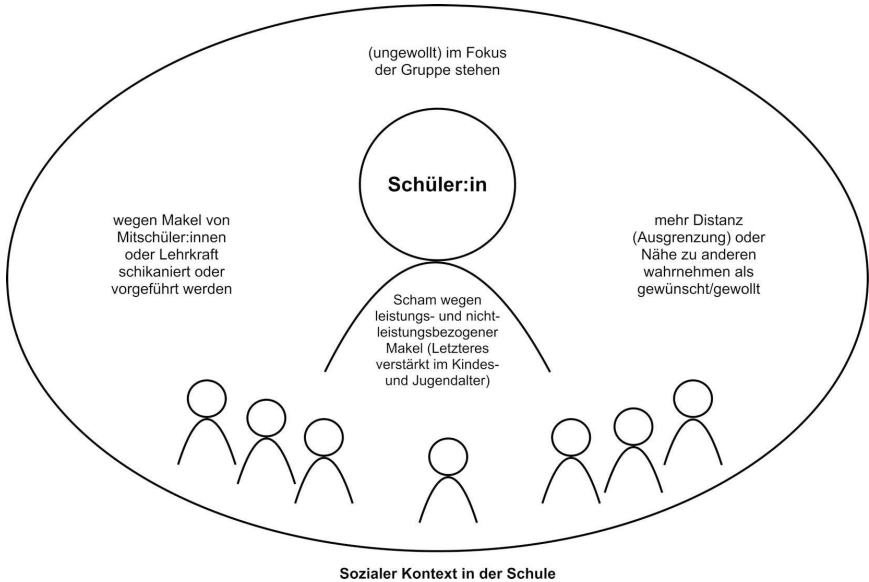 (ungewollt) im Fokus
der Gruppe stehen
Schüler:in
wegen Makel von
Mitschüler:innen
oder Lehrkraft
schikaniert oder
vorgeführt werden
mehr Distanz
(Ausgrenzung) oder
Nähe zu anderen
wahrnehmen als
gewünscht/gewollt
Scham wegen
leistungs- und nicht-
leistungsbezogener
Makel (Letzteres
verstärkt im Kindes-
und Jugendalter)
Sozialer Kontext in der Schule